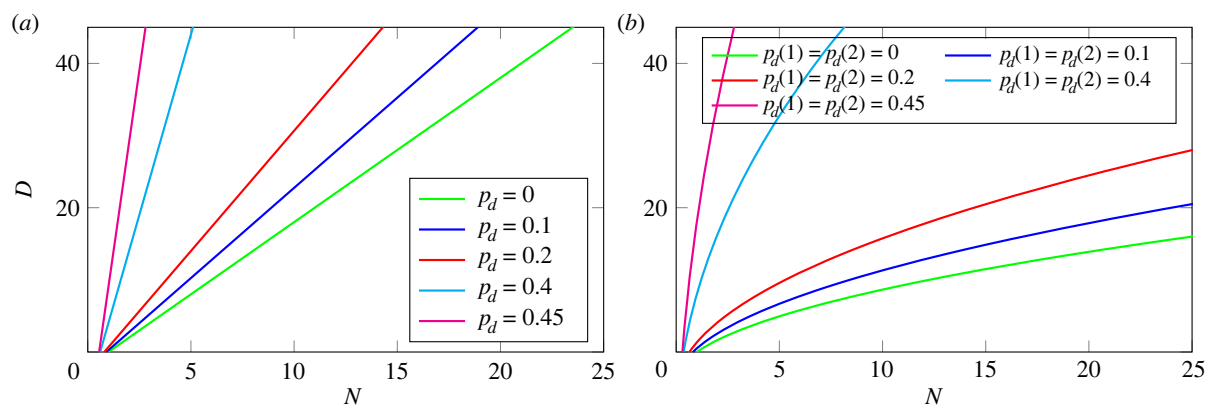 (a)
40
20
D
p_d = 0
p_d = 0.1
p_d = 0.2
p_d = 0.4
p_d = 0.45
0 5 10 15 20 25
N
(b)
40
20
p_d(1) = p_d(2) = 0 p_d(1) = p_d(2) = 0.1
p_d(1) = p_d(2) = 0.2 p_d(1) = p_d(2) = 0.4
p_d(1) = p_d(2) = 0.45
0 5 10 15 20 25
N